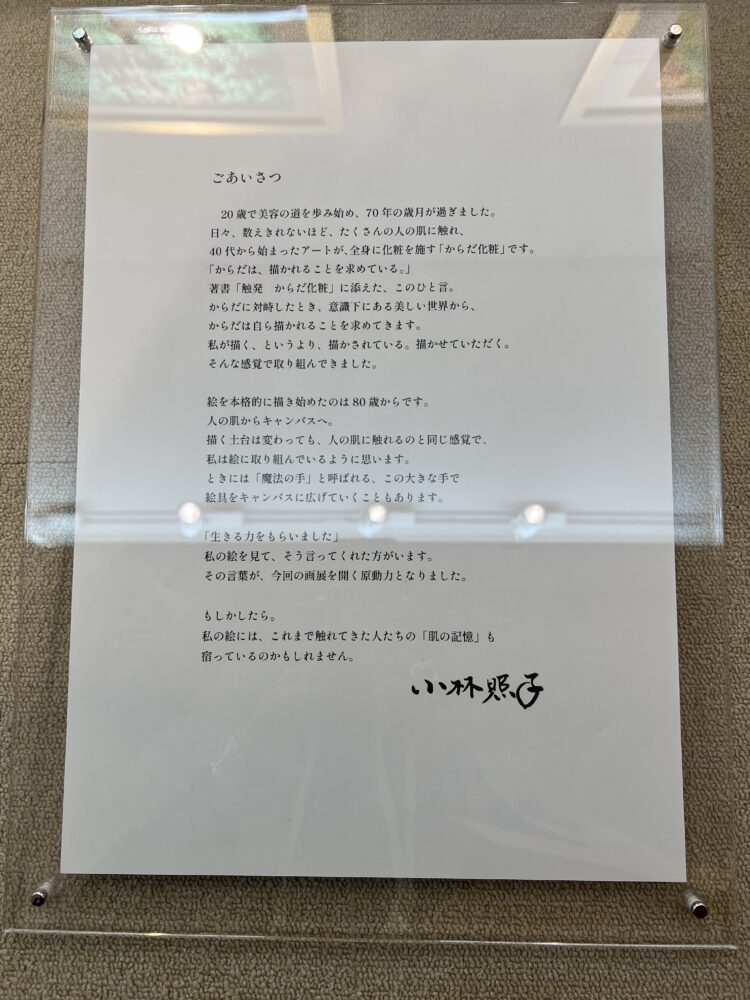 ごあいさつ
20歳で美容の道を歩み始め、70年の歳月が過ぎました。
日々、数えきれないほど、たくさんの人の肌に触れ、
40代から始まったアートが、全身に化粧を施す「からだ化粧」です。
「からだは、描かれることを求めている。」
著書「触発　からだ化粧」に添えた、このひと言。
からだに対峙したとき、意識下にある美しい世界から、
からだは自ら描かれることを求めてきます。
私が描く、というより、描かされている。描かせていただく。
そんな感覚で取り組んできました。
絵を本格的に描き始めたのは80歳からです。
人の肌からキャンバスへ。
描く土台は変わっても、人の肌に触れるのと同じ感覚で、
私は絵に取り組んでいるように思います。
ときには「魔法の手」と呼ばれる、この大きな手で
絵具をキャンバスに広げていくこともあります。
「生きる力をもらいました」
私の絵を見て、そう言ってくれた方がいます。
その言葉が、今回の画展を開く原動力となりました。
もしかしたら。
私の絵には、これまで触れてきた人たちの「肌の記憶」も
宿っているのかもしれません。
小林照子